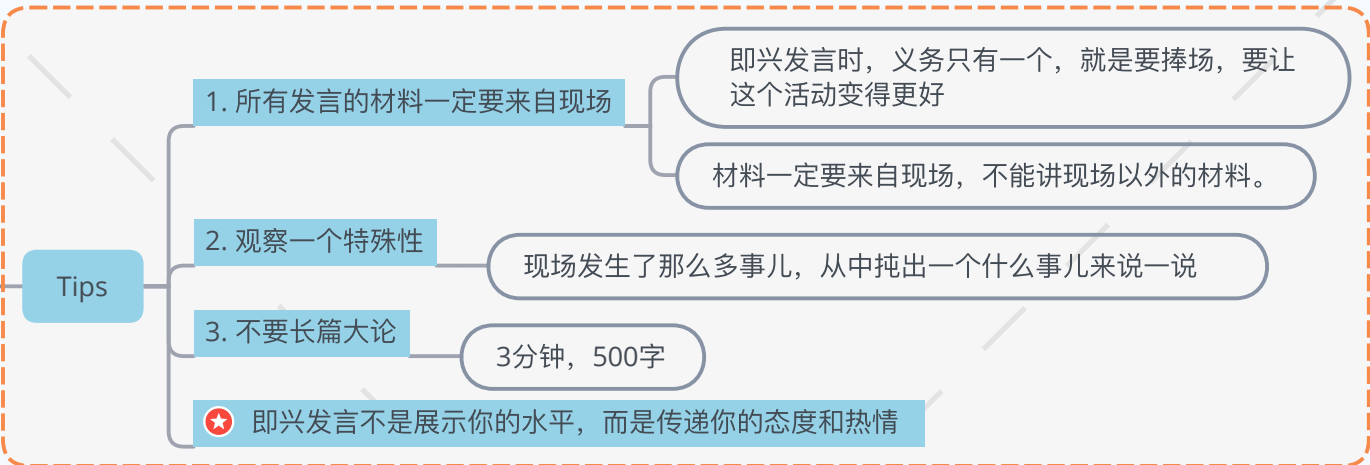 Tips
1. 所有发言的材料一定要来自现场
即兴发言时，义务只有一个，就是要捧场，要让
这个活动变得更好
材料一定要来自现场，不能讲现场以外的材料。
2. 观察一个特殊性
现场发生了那么多事儿，从中扽出一个什么事儿来说一说
3. 不要长篇大论
3分钟，500字
即兴发言不是展示你的水平，而是传递你的态度和热情